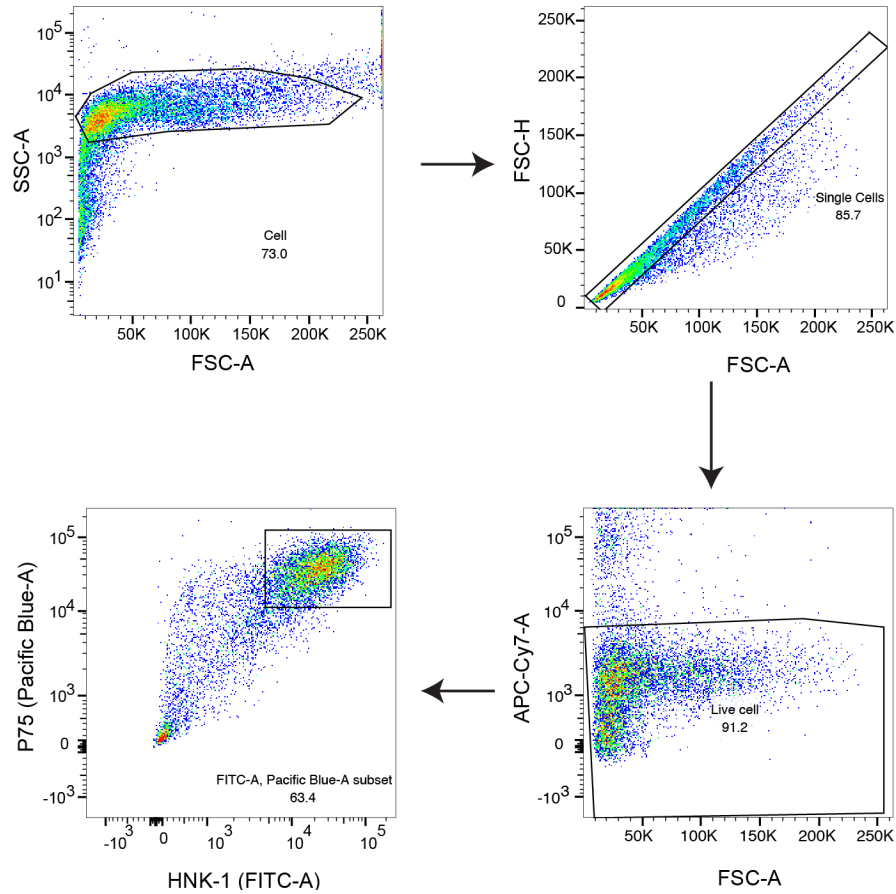 10^5
10^4
10^3
10^2
10^1
SSC-A
Cell
73.0
50K
100K
150K
200K
250K
FSC-A
250K
200K
150K
100K
50K
0
FSC-H
Single Cells
85.7
50K
100K
150K
200K
250K
FSC-A
10^5
10^4
10^3
0
-10^3
P75 (Pacific Blue-A)
FITC-A, Pacific Blue-A subset
63.4
-10^3
0
10^3
10^4
10^5
HNK-1 (FITC-A)
10^5
10^4
10^3
0
-10^3
APC-Cy7-A
Live cell
91.2
50K
100K
150K
200K
250K
FSC-A